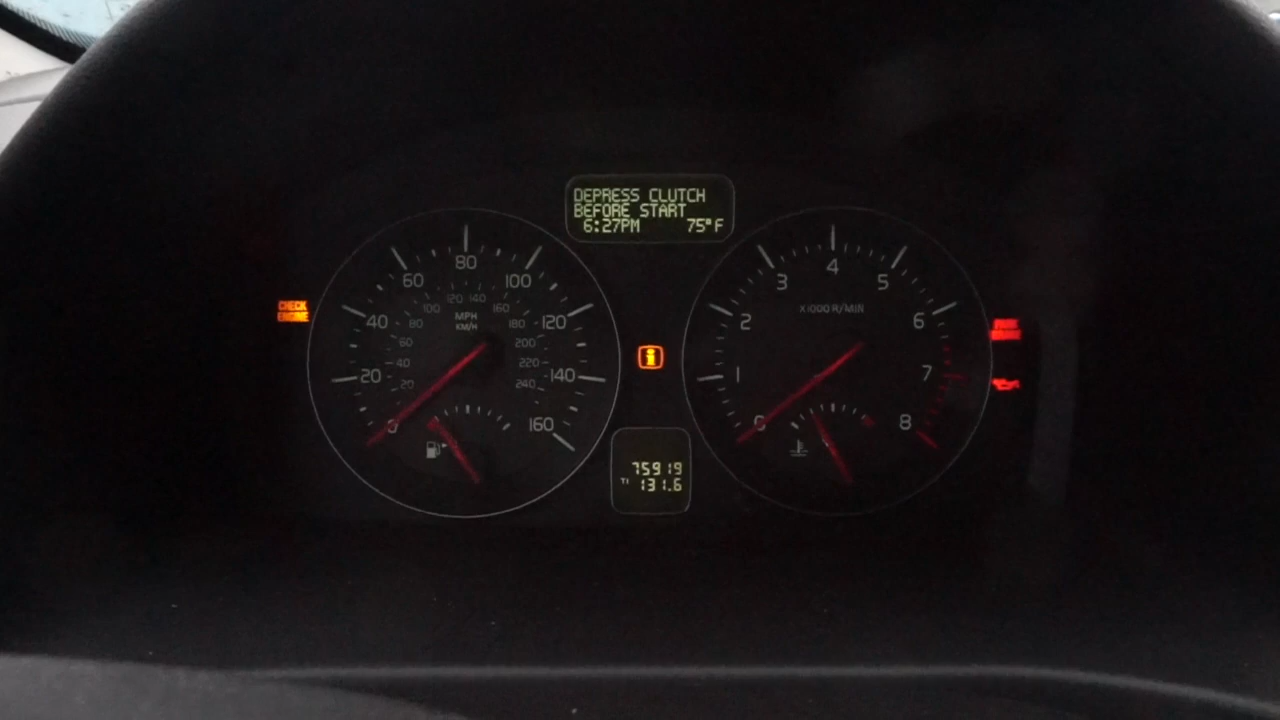 DEPRESS CLUTCH
BEFORE START
6:27PM 75°F
CHECK
ENGINE
0 20 40 60 80 100 120 140 160
MPH
KM/H
20 40 60 80 100 120 140 160 180 200 220 240
0 1 2 3 4 5 6 7 8
X1000 R/MIN
75919
T1 131.6